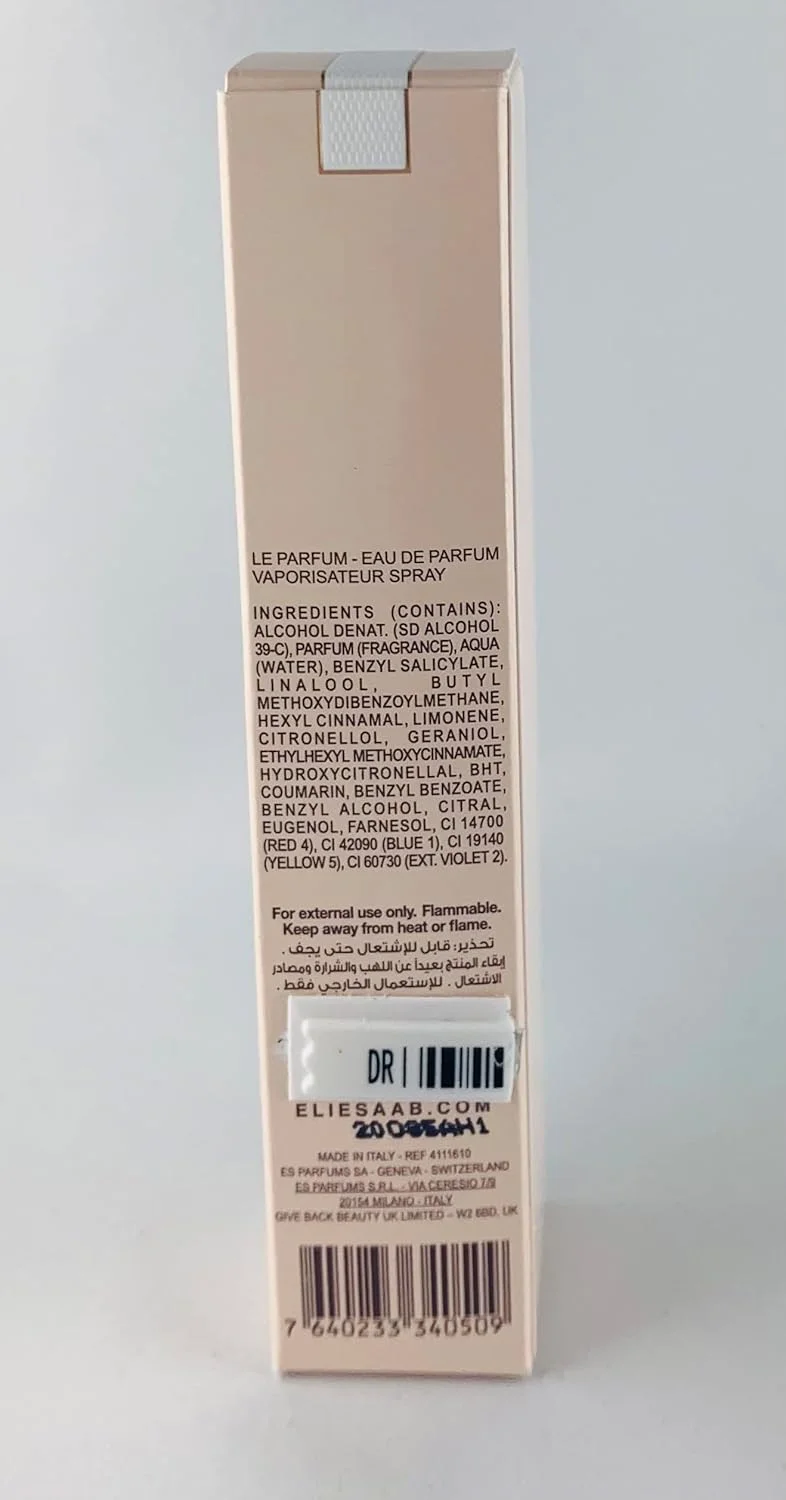 LE PARFUM - EAU DE PARFUM
VAPORISATEUR SPRAY
INGREDIENTS (CONTAINS):
ALCOHOL DENAT. (SD ALCOHOL
39-C), PARFUM (FRAGRANCE), AQUA
(WATER), BENZYL SALICYLATE,
LINALOOL, BUTYL
METHOXYDIBENZOYLMETHANE,
HEXYL CINNAMAL, LIMONENE,
CITRONELLOL, GERANIOL,
ETHYLHEXYL METHOXYCINNAMATE,
HYDROXYCITRONELLAL, BHT,
COUMARIN, BENZYL BENZOATE,
BENZYL ALCOHOL, CITRAL,
EUGENOL, FARNESOL, CI 14700
(RED 4), CI 42090 (BLUE 1), CI 19140
(YELLOW 5), CI 60730 (EXT. VIOLET 2).
For external use only. Flammable.
Keep away from heat or flame.
تحذير: قابل للإشتعال حتى يجف .
إبقاء المنتج بعيداً عن اللهب والشرارة ومصادر
الاشتعال . للإستعمال الخارجي فقط .
DR
ELIESAAB.COM
MADE IN ITALY - REF 4111610
ES PARFUMS SA - GENEVA - SWITZERLAND
ES PARFUMS S.R.L. - VIA CERESIO 7/9
20154 MILANO - ITALY
GIVE BACK BEAUTY UK LIMITED - W2 6BD, UK
7 640233 340509